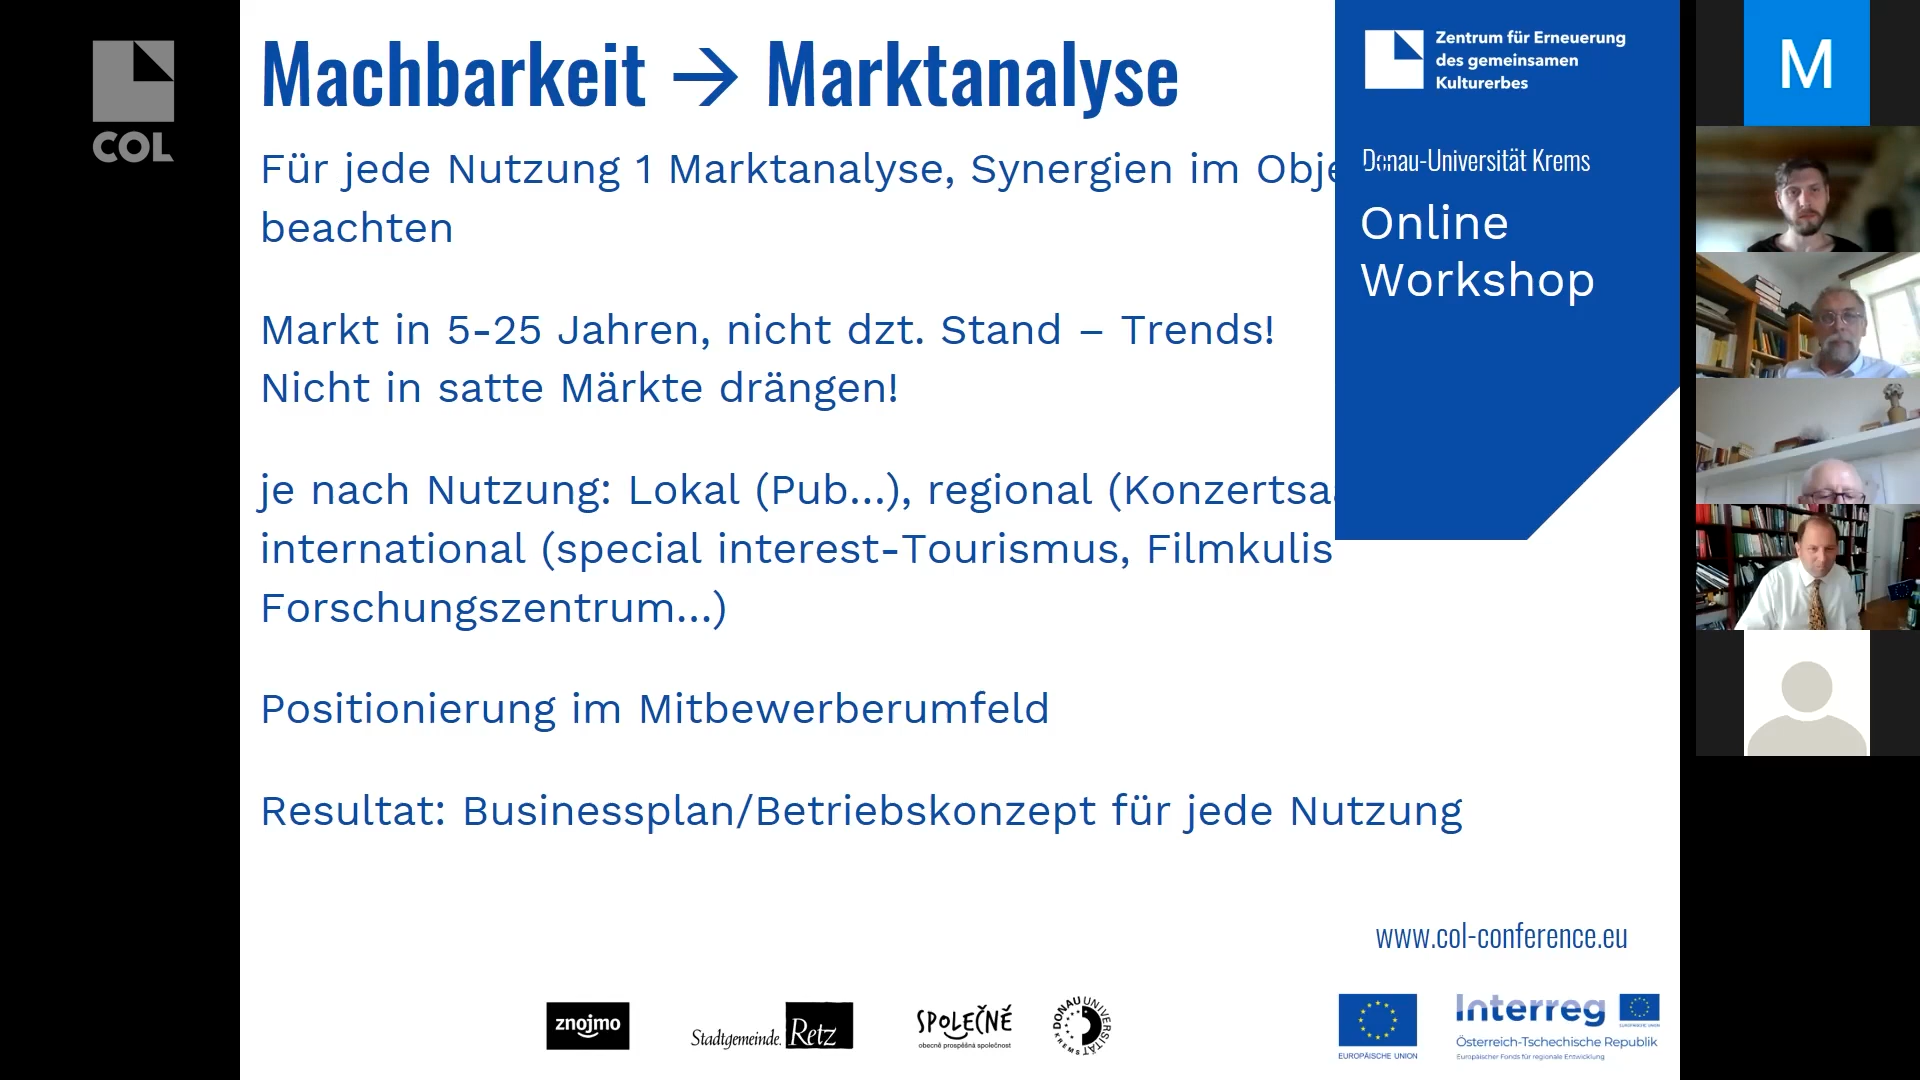 COL
Machbarkeit → Marktanalyse
Für jede Nutzung 1 Marktanalyse, Synergien im Obje
beachten
Markt in 5-25 Jahren, nicht dzt. Stand – Trends!
Nicht in satte Märkte drängen!
je nach Nutzung: Lokal (Pub...), regional (Konzertsaa
international (special interest-Tourismus, Filmkulis
Forschungszentrum...)
Positionierung im Mitbewerberumfeld
Resultat: Businessplan/Betriebskonzept für jede Nutzung
Zentrum für Erneuerung
des gemeinsamen
Kulturerbes
Donau-Universität Krems
Online
Workshop
www.col-conference.eu
znojmo
Stadtgemeinde Retz
SPOLEČNĚ
obecně prospěšná společnost
DONAU UNIVERSITÄT
KREMS
EUROPÄISCHE UNION
Interreg
EUROPÄISCHE UNION
Österreich-Tschechische Republik
Europäischer Fonds für regionale Entwicklung
M